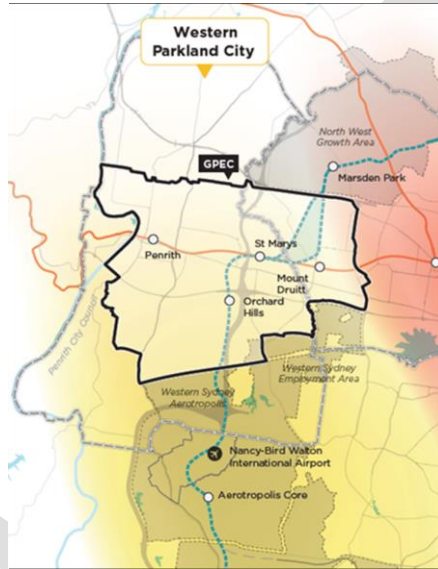 Western
Parkland City
North West
Growth Area
GPEC
Marsden Park
St Marys
Penrith
Mount
Druitt
Orchard
Hills
Penrith City Council
Western Sydney
Employment Area
Western Sydney
Aerotropolis
Nancy-Bird Walton
International Airport
Aerotropolis Core